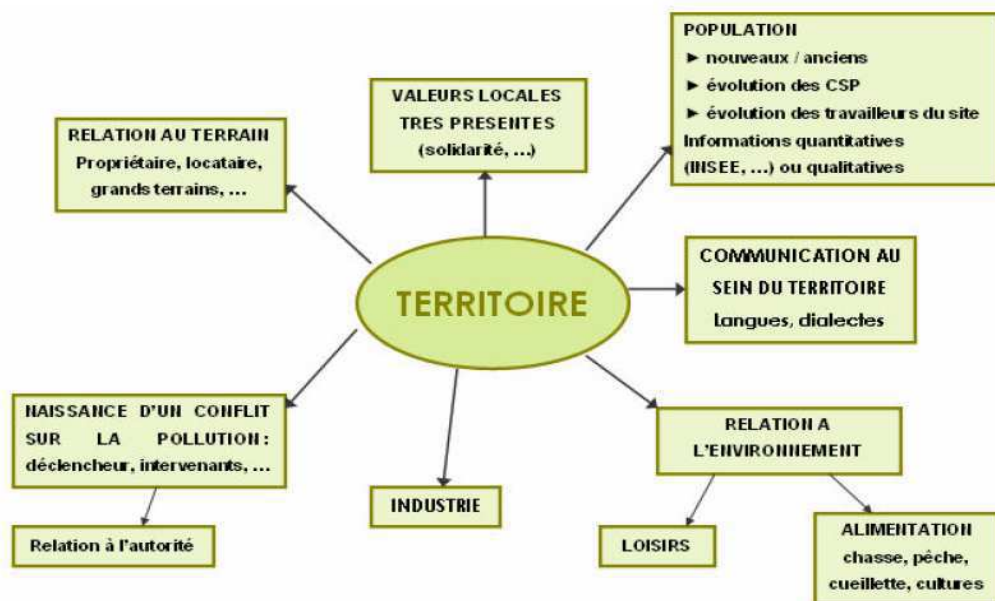 POPULATION
► nouveaux / anciens
► évolution des CSP
► évolution des travailleurs du site
Informations quantitatives
(INSEE, ...) ou qualitatives
VALEURS LOCALES
TRES PRESENTES
(solidarité, ...)
RELATION AU TERRAIN
Propriétaire, locataire,
grands terrains, ...
COMMUNICATION AU
SEIN DU TERRITOIRE
Langues, dialectes
TERRITOIRE
NAISSANCE D'UN CONFLIT
SUR LA POLLUTION :
déclencheur, intervenants, ...
RELATION A
L'ENVIRONNEMENT
INDUSTRIE
Relation à l'autorité
LOISIRS
ALIMENTATION
chasse, pêche,
cueillette, cultures